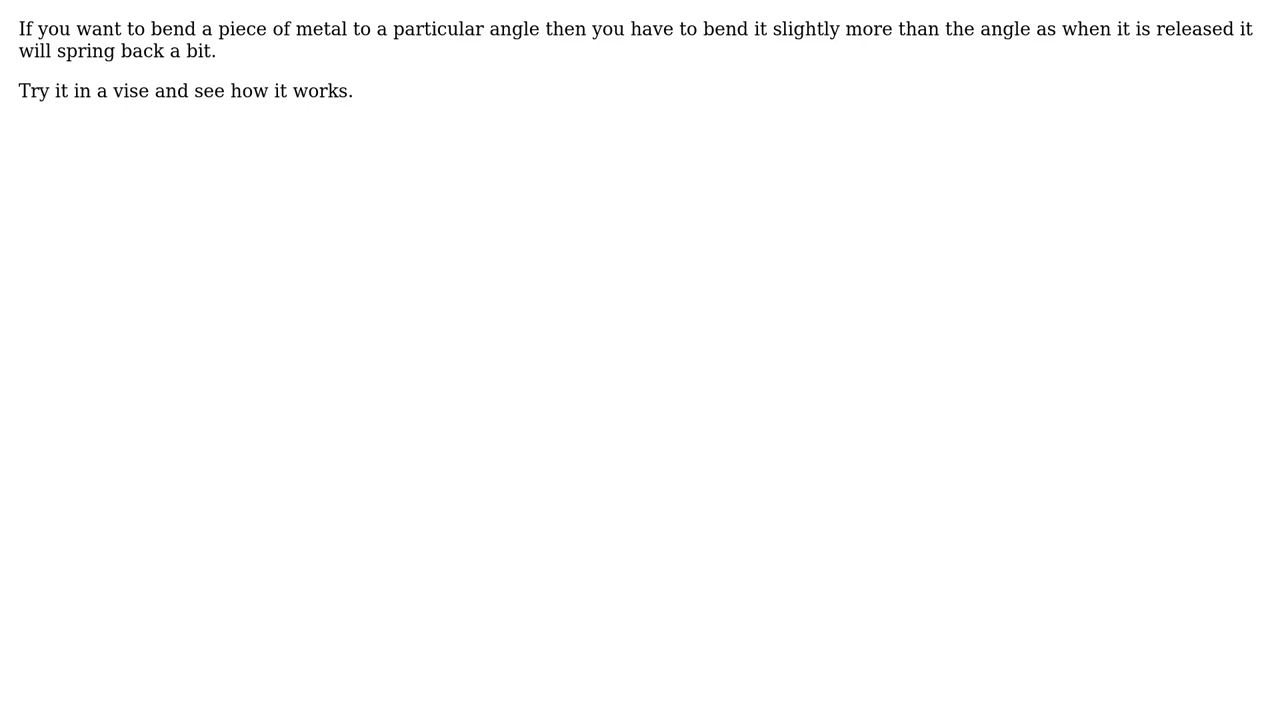 If you want to bend a piece of metal to a particular angle then you have to bend it slightly more than the angle as when it is released it
will spring back a bit.
Try it in a vise and see how it works.